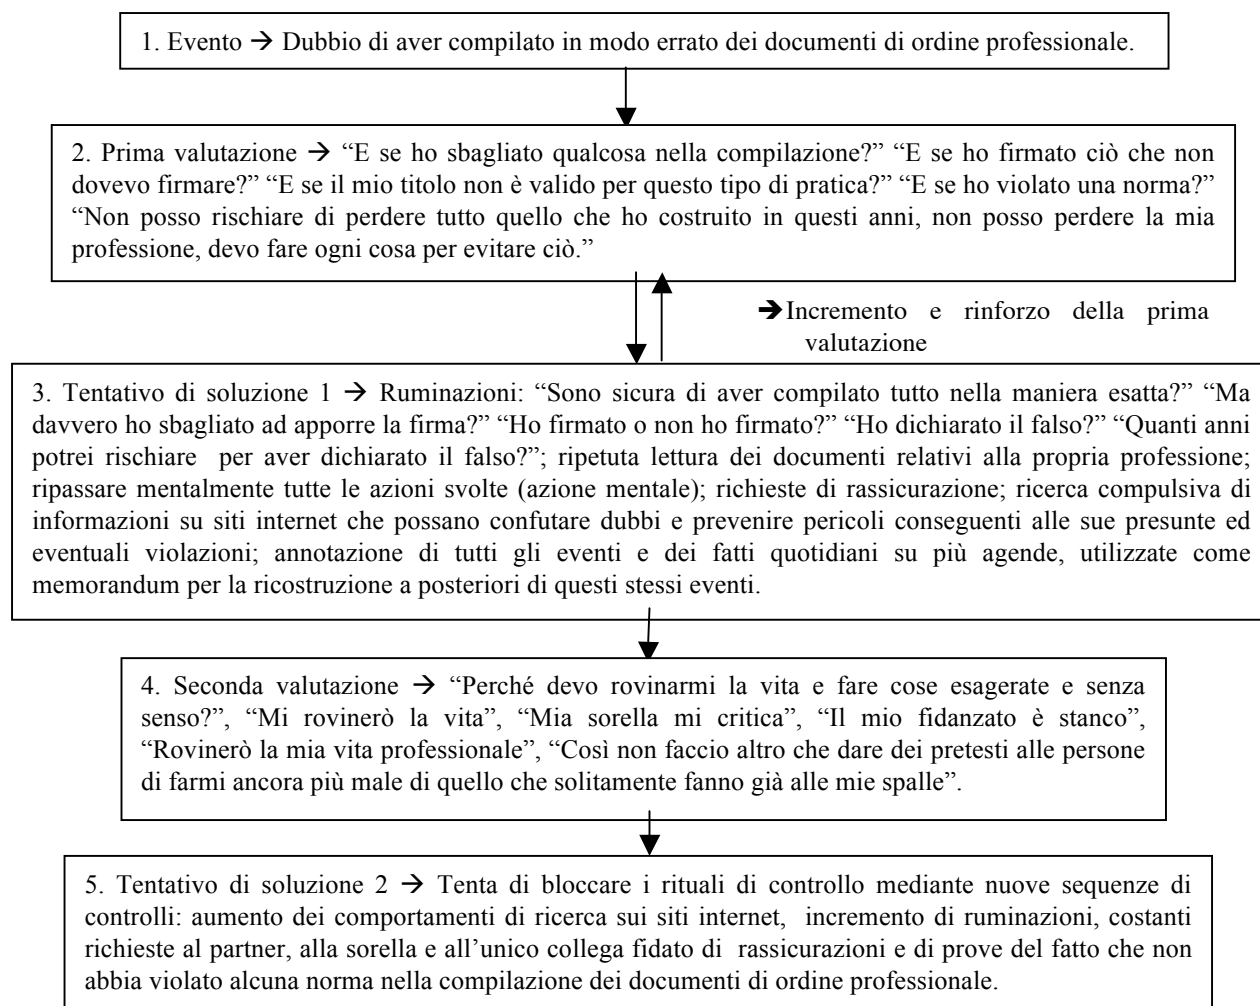 1. Evento → Dubbio di aver compilato in modo errato dei documenti di ordine professionale.
2. Prima valutazione → “E se ho sbagliato qualcosa nella compilazione?” “E se ho firmato ciò che non
dovevo firmare?” “E se il mio titolo non è valido per questo tipo di pratica?” “E se ho violato una norma?”
“Non posso rischiare di perdere tutto quello che ho costruito in questi anni, non posso perdere la mia
professione, devo fare ogni cosa per evitare ciò.”
➔ Incremento e rinforzo della prima
valutazione
3. Tentativo di soluzione 1 → Ruminazioni: “Sono sicura di aver compilato tutto nella maniera esatta?” “Ma
davvero ho sbagliato ad apporre la firma?” “Ho firmato o non ho firmato?” “Ho dichiarato il falso?” “Quanti anni
potrei rischiare per aver dichiarato il falso?”; ripetuta lettura dei documenti relativi alla propria professione;
ripassare mentalmente tutte le azioni svolte (azione mentale); richieste di rassicurazione; ricerca compulsiva di
informazioni su siti internet che possano confutare dubbi e prevenire pericoli conseguenti alle sue presunte ed
eventuali violazioni; annotazione di tutti gli eventi e dei fatti quotidiani su più agende, utilizzate come
memorandum per la ricostruzione a posteriori di questi stessi eventi.
4. Seconda valutazione → “Perché devo rovinarmi la vita e fare cose esagerate e senza
senso?”, “Mi rovinerò la vita”, “Mia sorella mi critica”, “Il mio fidanzato è stanco”,
“Rovinerò la mia vita professionale”, “Così non faccio altro che dare dei pretesti alle persone
di farmi ancora più male di quello che solitamente fanno già alle mie spalle”.
5. Tentativo di soluzione 2 → Tenta di bloccare i rituali di controllo mediante nuove sequenze di
controlli: aumento dei comportamenti di ricerca sui siti internet, incremento di ruminazioni, costanti
richieste al partner, alla sorella e all’unico collega fidato di rassicurazioni e di prove del fatto che non
abbia violato alcuna norma nella compilazione dei documenti di ordine professionale.